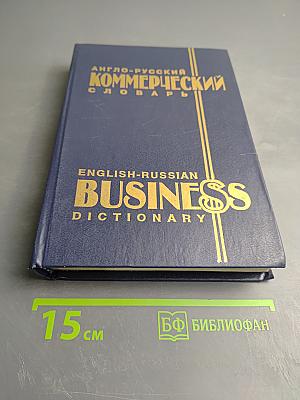 АНГЛО-РУССКИЙ
КОММЕРЧЕСКИЙ
СЛОВАРЬ
ENGLISH-RUSSIAN
BUSINE$S
DICTIONARY
15 см
БФ БИБЛИОФАН